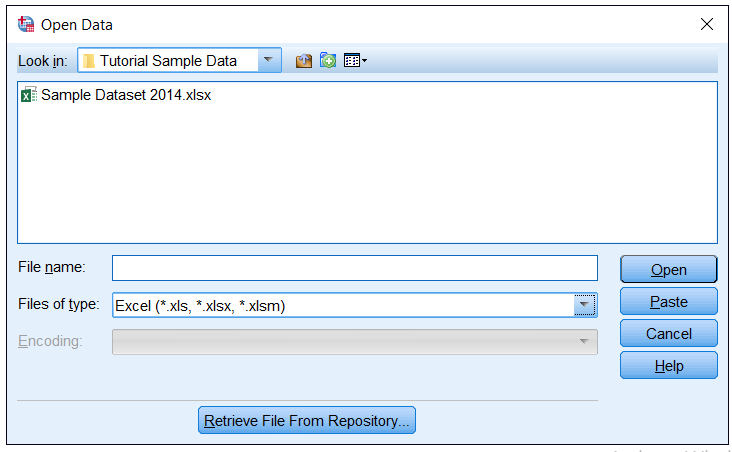 Open Data
Look in: Tutorial Sample Data
Sample Dataset 2014.xlsx
File name:
Open
Files of type: Excel (*.xls, *.xlsx, *.xlsm)
Paste
Encoding:
Cancel
Help
Retrieve File From Repository...